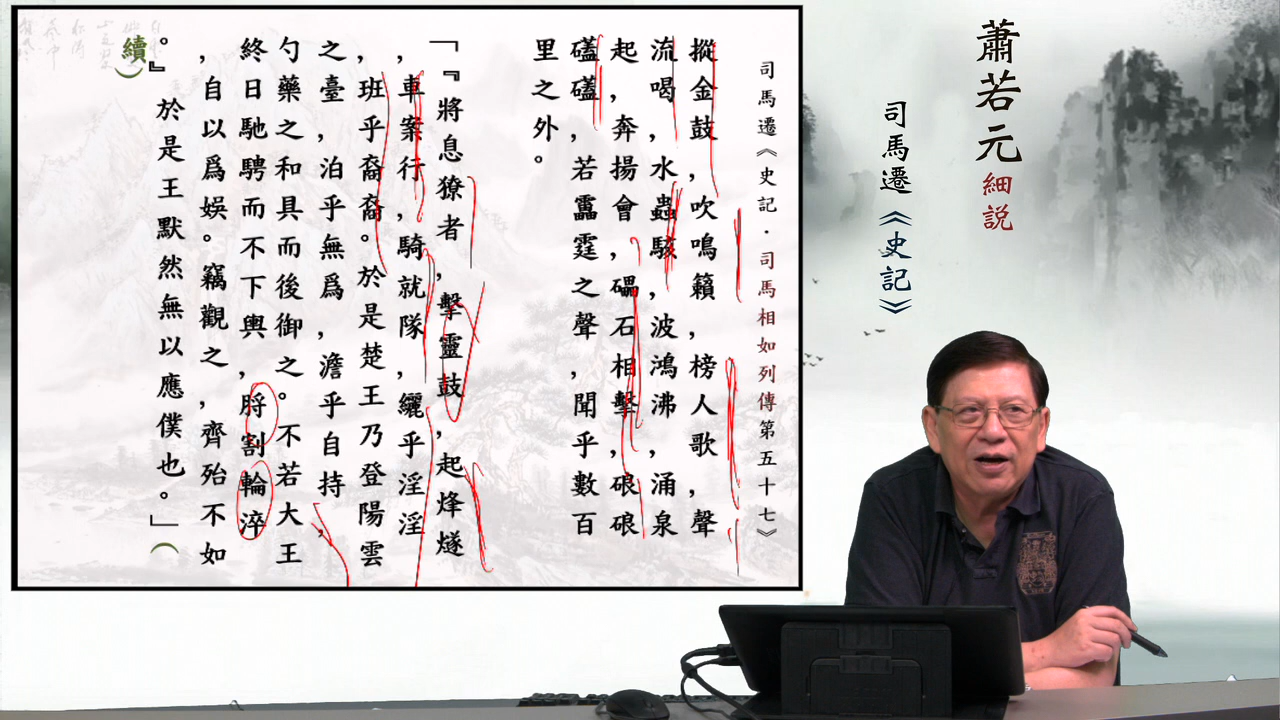 蕭若元
細説
司馬遷《史記》
司馬遷《史記·司馬相如列傳第五十七》
摐金鼓,吹鳴籟,榜人歌,聲
流喝,水蟲駭,波鴻沸,涌泉
起,奔揚會,礧石相擊,硠硠
礚礚,若靁霆之聲,聞乎數百
里之外。
「『將息獠者,擊靈鼓,起烽燧
,車案行,騎就隊,纚乎淫淫
,班乎裔裔。於是楚王乃登陽雲
之臺,泊乎無爲,澹乎自持
勺藥之和具而後御之。不若大王
終日馳騁而不下輿,脟割輪淬
,自以爲娛。竊觀之,齊殆不如
。』於是王默然無以應僕也。」(
續)